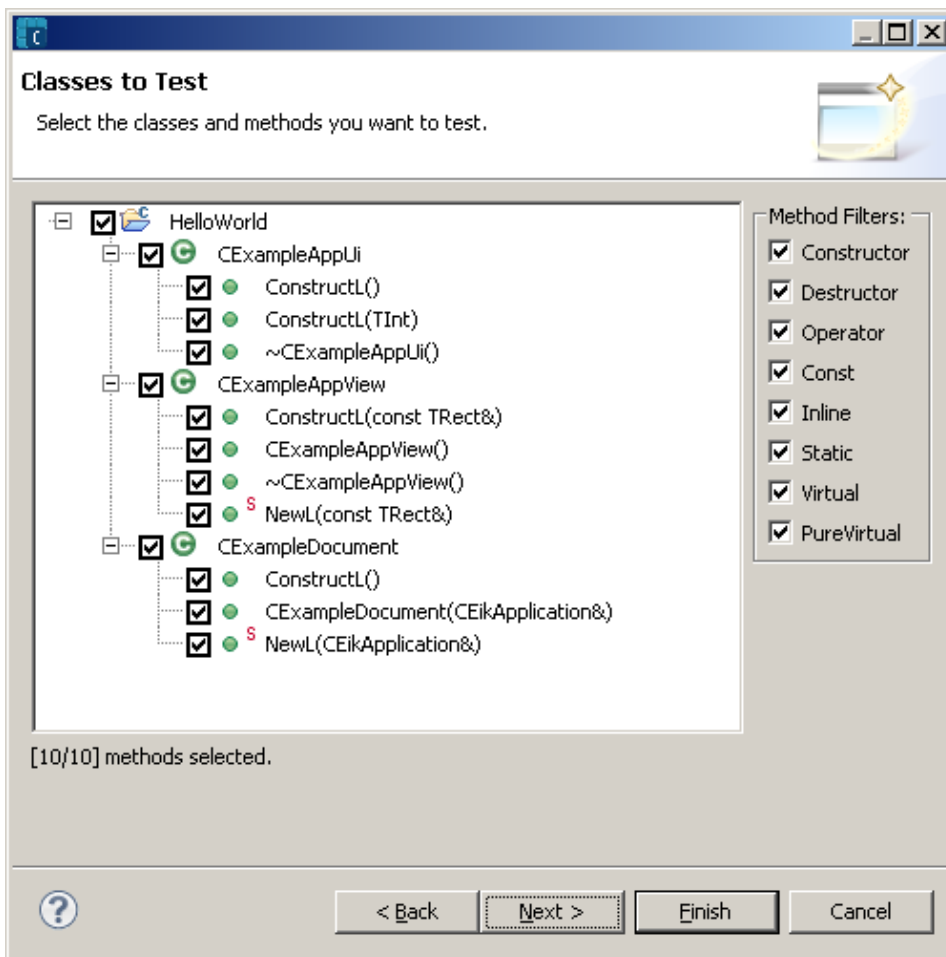 C
Classes to Test
Select the classes and methods you want to test.
HelloWorld
CExampleAppUi
ConstructL()
ConstructL(TInt)
~CExampleAppUi()
CExampleAppView
ConstructL(const TRect&)
CExampleAppView()
~CExampleAppView()
S NewL(const TRect&)
CExampleDocument
ConstructL()
CExampleDocument(CEikApplication&)
S NewL(CEikApplication&)
Method Filters:
Constructor
Destructor
Operator
Const
Inline
Static
Virtual
PureVirtual
[10/10] methods selected.
? < Back Next > Finish Cancel